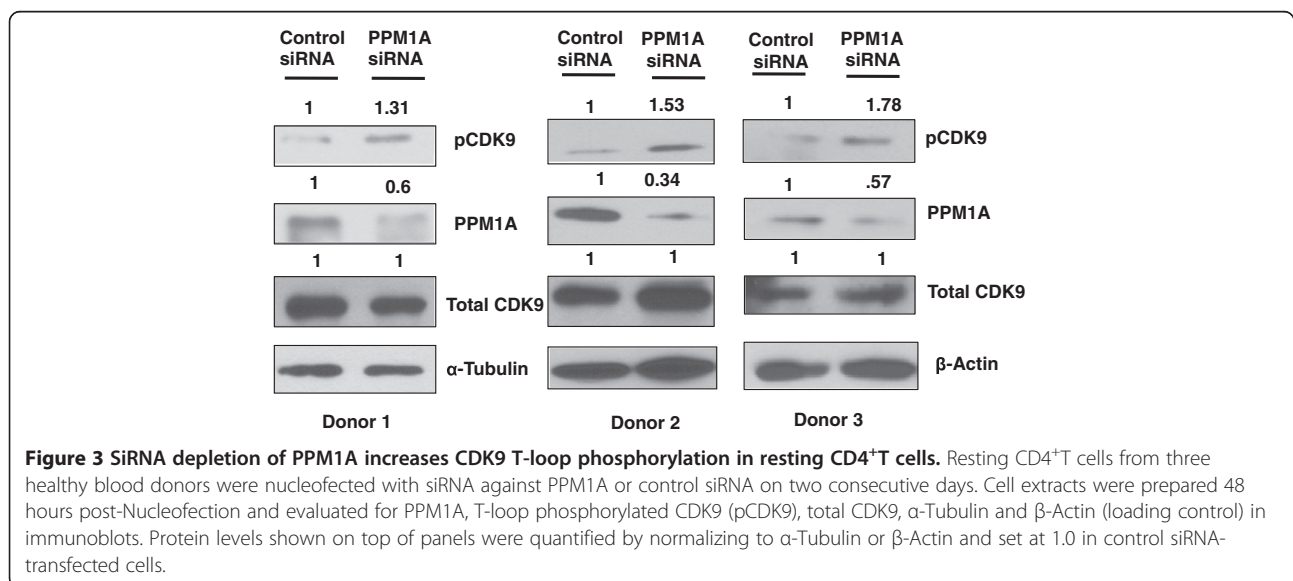 Control PPM1A Control PPM1A Control PPM1A
siRNA siRNA siRNA siRNA siRNA siRNA
1 1.31 1 1.53 1 1.78
pCDK9 pCDK9
1 0.6 1 0.34 1 .57
PPM1A PPM1A
1 1 1 1 1 1
Total CDK9 Total CDK9
α-Tubulin β-Actin
Donor 1 Donor 2 Donor 3
Figure 3 SiRNA depletion of PPM1A increases CDK9 T-loop phosphorylation in resting CD4⁺T cells. Resting CD4⁺T cells from three
healthy blood donors were nucleofected with siRNA against PPM1A or control siRNA on two consecutive days. Cell extracts were prepared 48
hours post-Nucleofection and evaluated for PPM1A, T-loop phosphorylated CDK9 (pCDK9), total CDK9, α-Tubulin and β-Actin (loading control) in
immunoblots. Protein levels shown on top of panels were quantified by normalizing to α-Tubulin or β-Actin and set at 1.0 in control siRNA-
transfected cells.